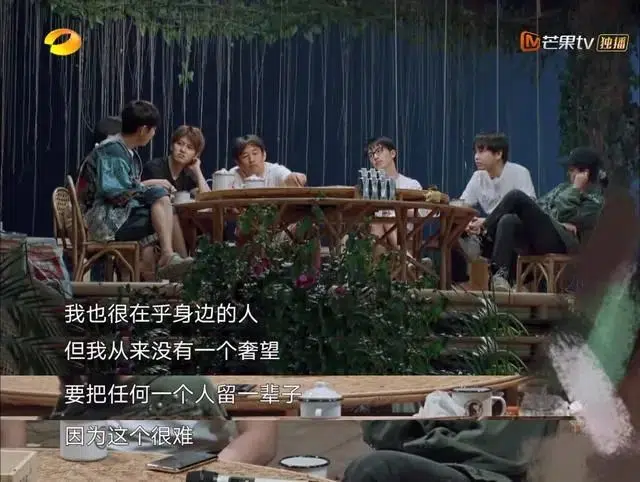 芒果tv 独播
我也很在乎身边的人
但我从来没有一个奢望
要把任何一个人留一辈子
因为这个很难